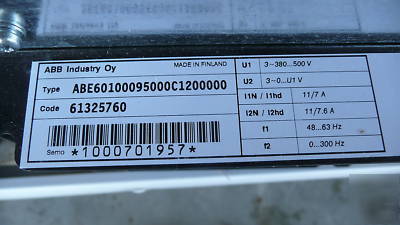 ABB Industry Oy MADE IN FINLAND
Type ABE60100095000C1200000
Code 61325760
Semo *1000701957*
U1 3~380...500 V
U2 3~0...U1 V
I1N / I1hd 11/7 A
I2N / I2hd 11/7.6 A
f1 48...63 Hz
f2 0...300 Hz